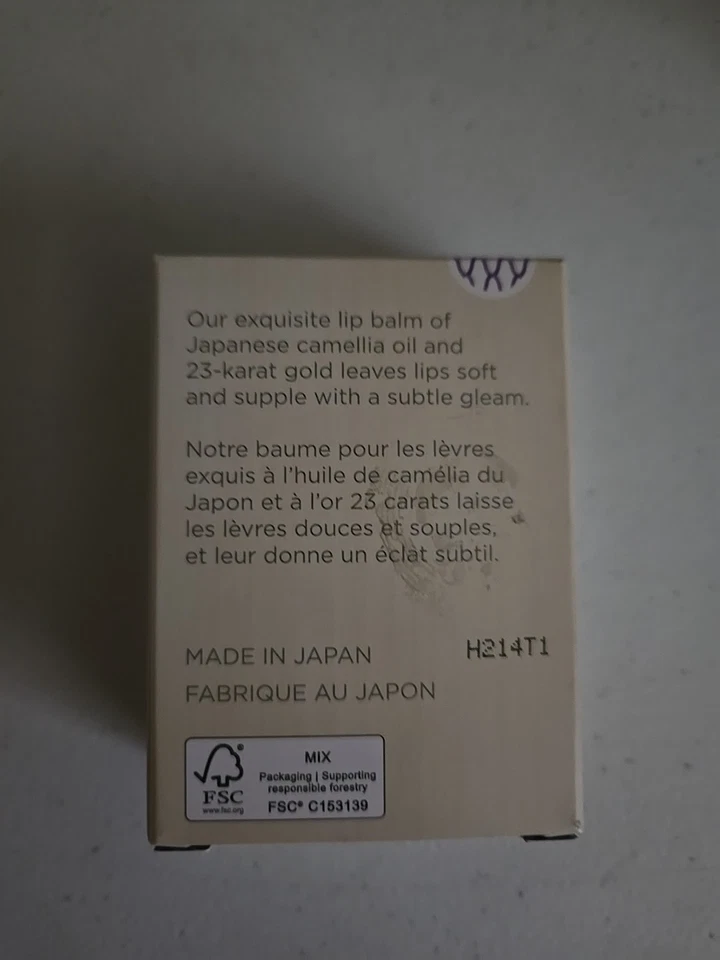 Our exquisite lip balm of
Japanese camellia oil and
23-karat gold leaves lips soft
and supple with a subtle gleam.
Notre baume pour les lèvres
exquis à l'huile de camélia du
Japon et à l'or 23 carats laisse
les lèvres douces et souples,
et leur donne un éclat subtil.
MADE IN JAPAN
H214T1
FABRIQUE AU JAPON
FSC®
www.fsc.org
MIX
Packaging | Supporting
responsible forestry
FSC® C153139